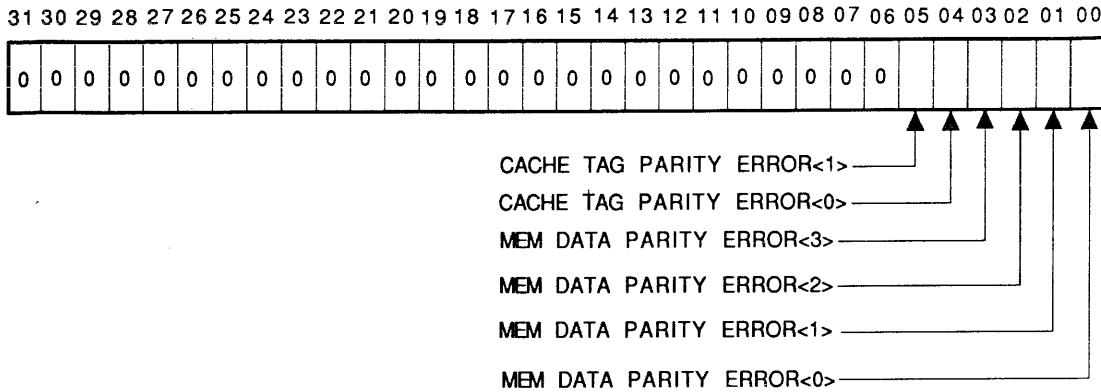 31 30 29 28 27 26 25 24 23 22 21 20 19 18 17 16 15 14 13 12 11 10 09 08 07 06 05 04 03 02 01 00
0 0 0 0 0 0 0 0 0 0 0 0 0 0 0 0 0 0 0 0 0 0 0 0 0 0
CACHE TAG PARITY ERROR<1>
CACHE TAG PARITY ERROR<0>
MEM DATA PARITY ERROR<3>
MEM DATA PARITY ERROR<2>
MEM DATA PARITY ERROR<1>
MEM DATA PARITY ERROR<0>